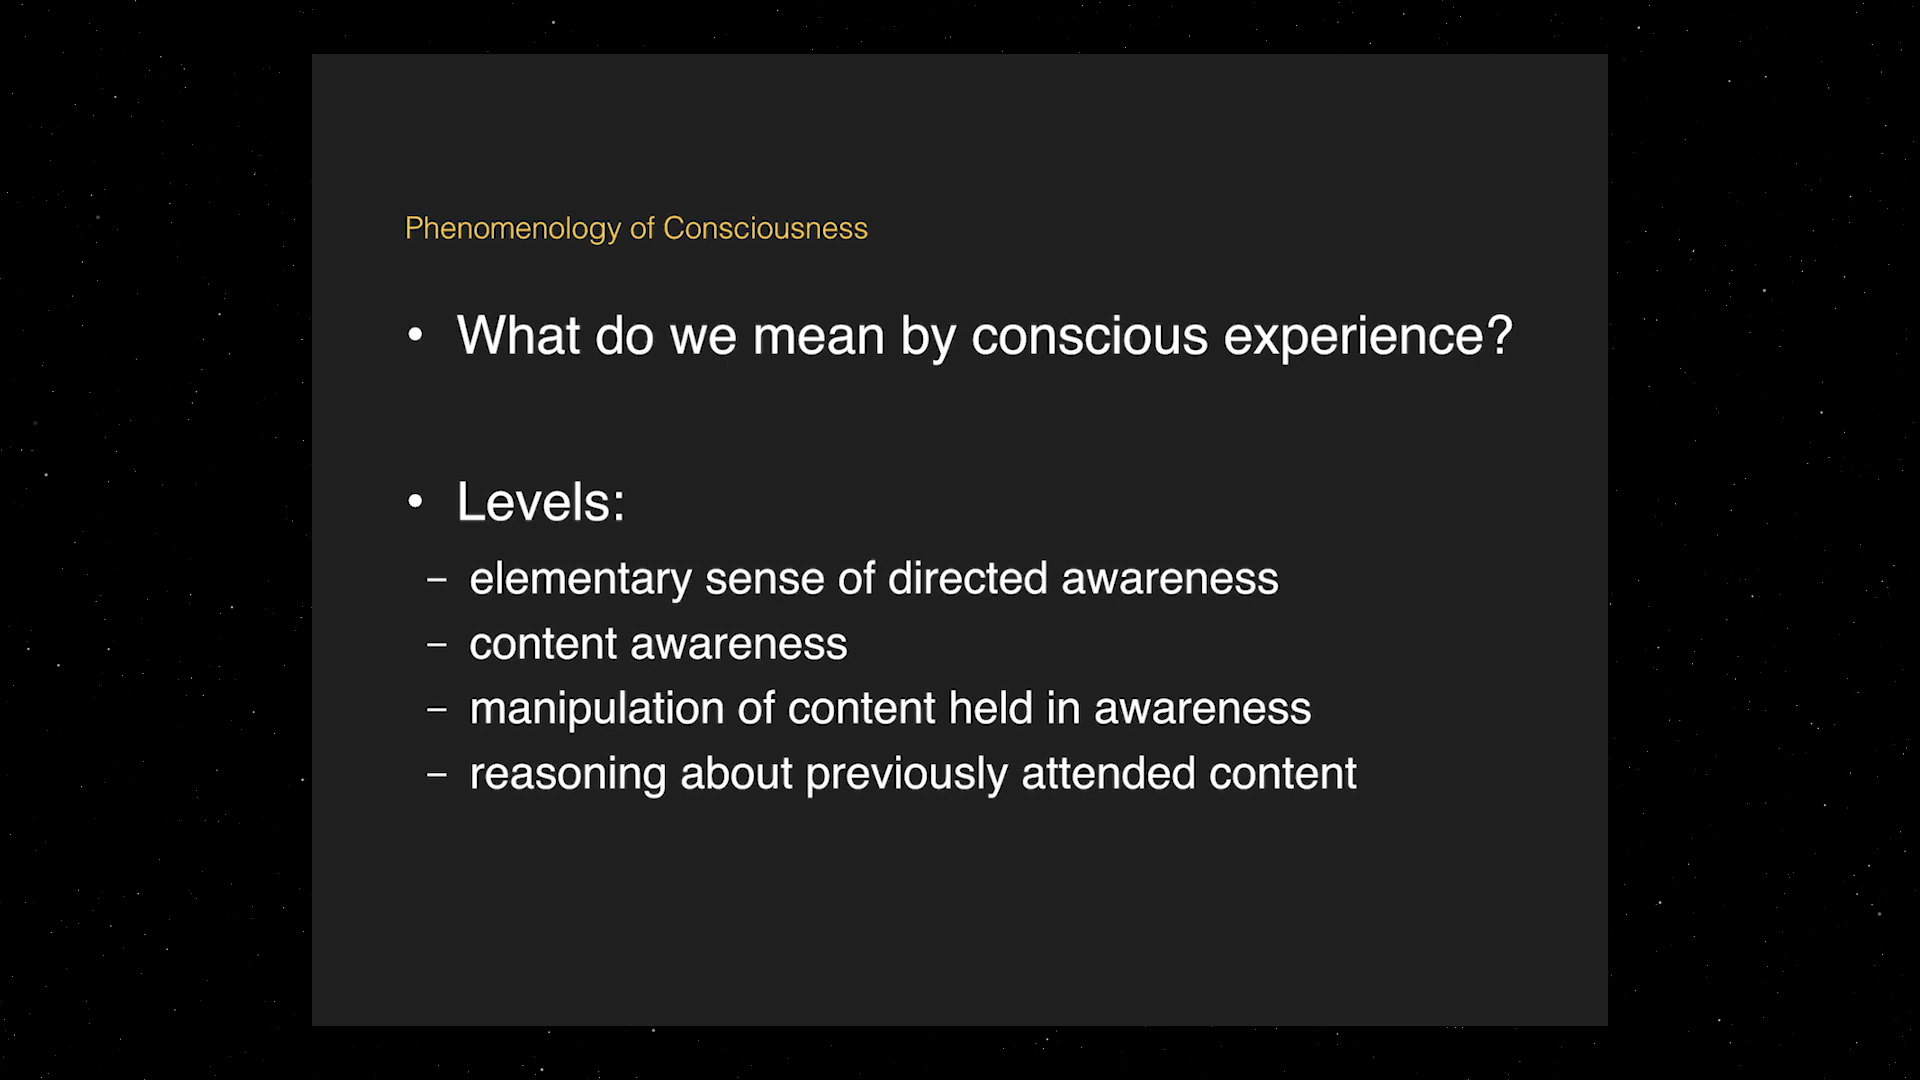 Phenomenology of Consciousness
• What do we mean by conscious experience?
• Levels:
– elementary sense of directed awareness
– content awareness
– manipulation of content held in awareness
– reasoning about previously attended content